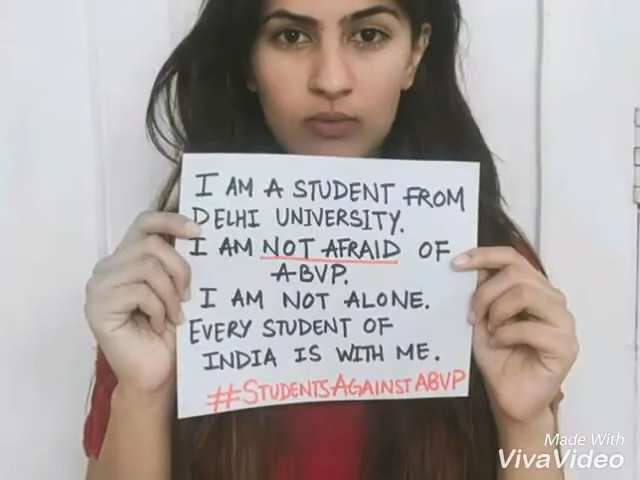 I AM A STUDENT FROM
DELHI UNIVERSITY.
I AM NOT AFRAID OF
ABVP.
I AM NOT ALONE.
EVERY STUDENT OF
INDIA IS WITH ME.
#STUDENTSAGAINSTABVP
Made With
VivaVideo